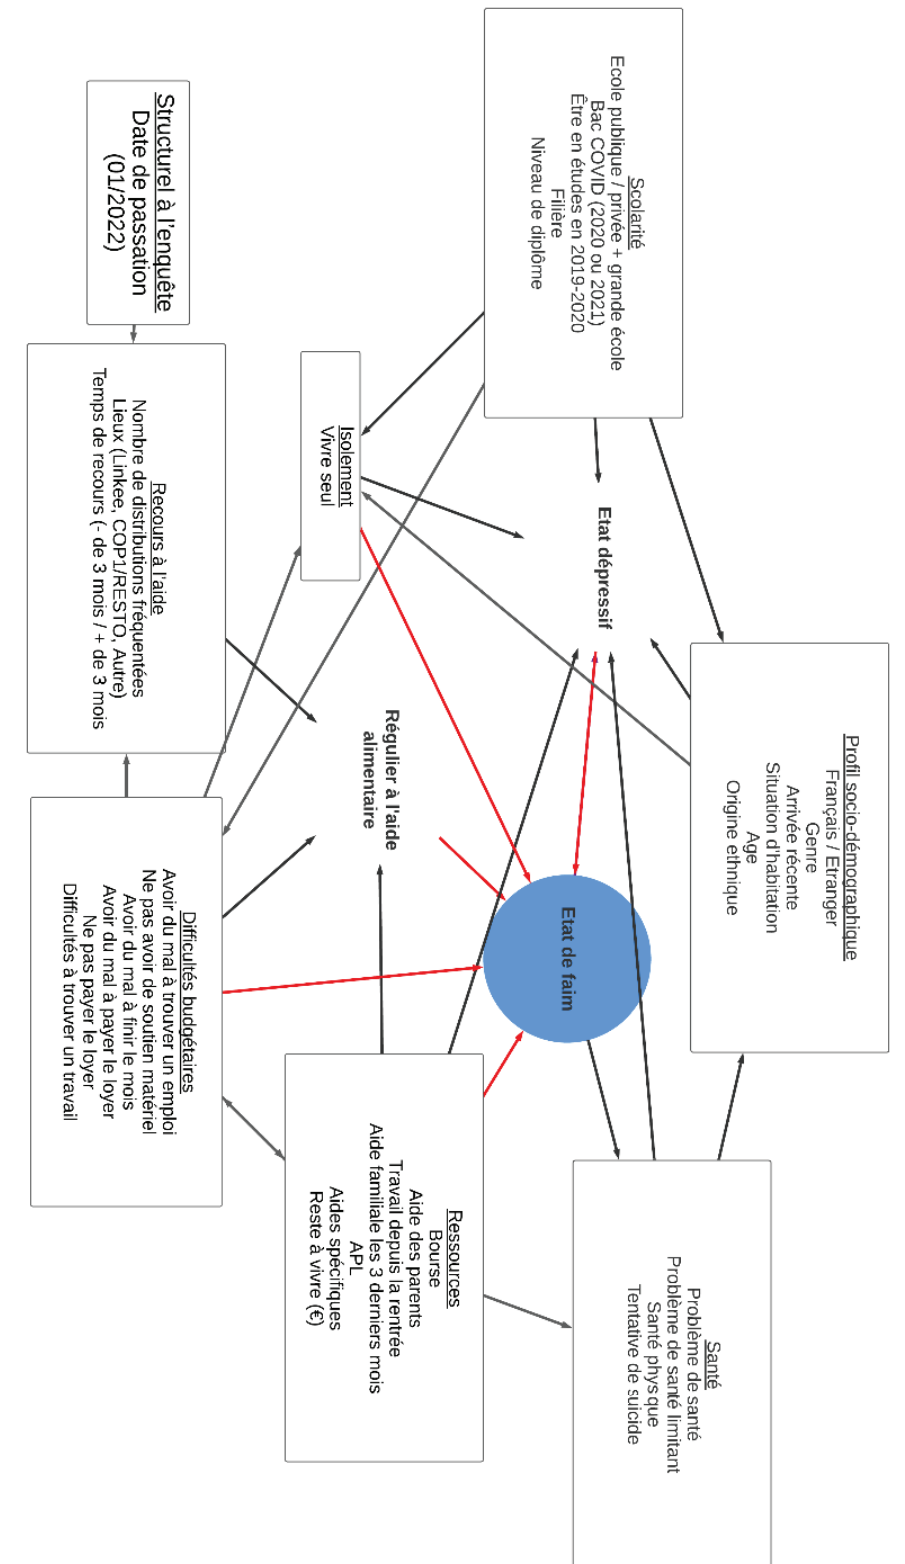 Scolarité
Ecole publique / privée + grande école
Bac COVID (2020 ou 2021)
Être en études en 2019-2020
Filière
Niveau de diplôme
Structurel à l'enquête
Date de passation
(01/2022)
Profil socio-démographique
Français / Etranger
Genre
Arrivée récente
Situation d'habitation
Age
Origine ethnique
Etat dépressif
Isolement
Vivre seul
Recours à l'aide
Nombre de distributions fréquentées
Lieux (Linkee, COP1/RESTO, Autre)
Temps de recours (- de 3 mois / + de 3 mois
Régulier à l'aide
alimentaire
Etat de faim
Santé
Problème de santé
Problème de santé limitant
Santé physique
Tentative de suicide
Ressources
Bourse
Aide des parents
Travail depuis la rentrée
Aide familiale les 3 derniers mois
APL
Aides spécifiques
Reste à vivre (€)
Difficultés budgétaires
Avoir du mal à trouver un emploi
Ne pas avoir de soutien matériel
Avoir du mal à finir le mois
Avoir du mal à payer le loyer
Ne pas payer le loyer
Difficultés à trouver un travail